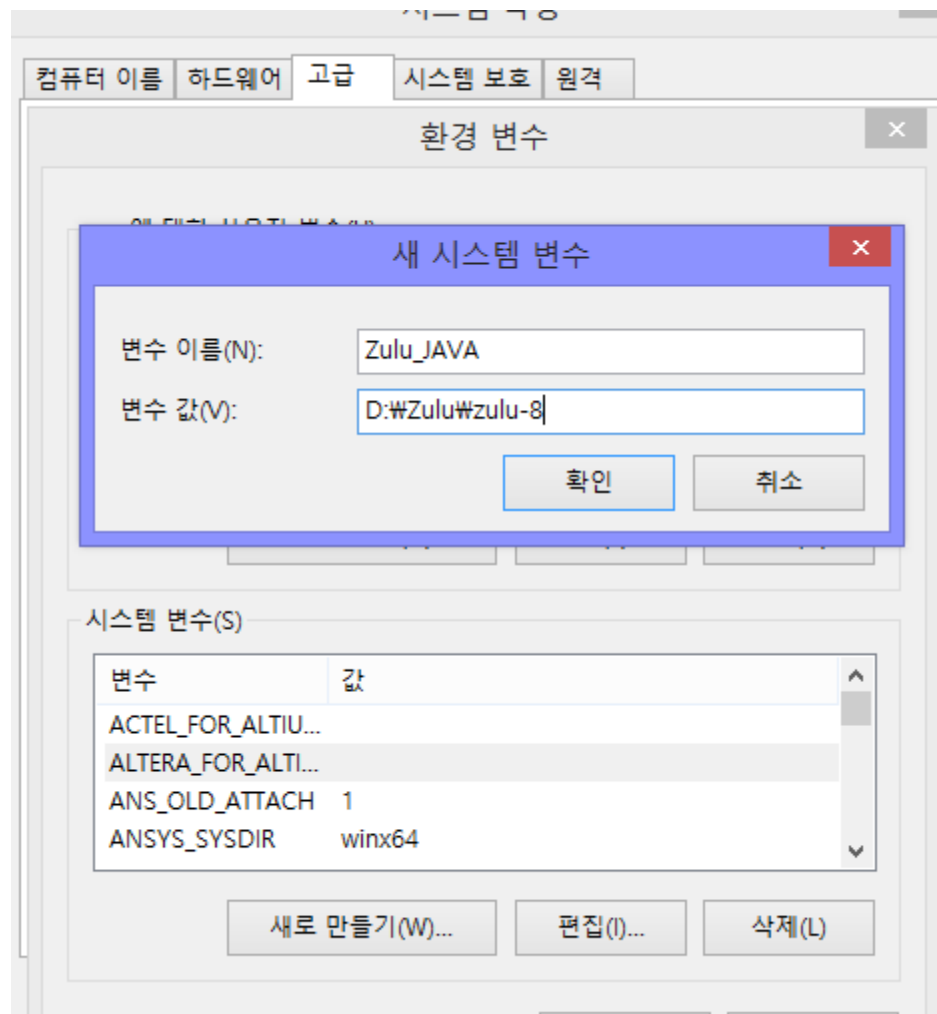 컴퓨터 이름 하드웨어 고급 시스템 보호 원격
환경 변수
새 시스템 변수
변수 이름(N): Zulu_JAVA
변수 값(V): D:₩Zulu₩zulu-8
확인 취소
시스템 변수(S)
변수 값
ACTEL_FOR_ALTIU...
ALTERA_FOR_ALTI...
ANS_OLD_ATTACH 1
ANSYS_SYSDIR winx64
새로 만들기(W)... 편집(I)... 삭제(L)